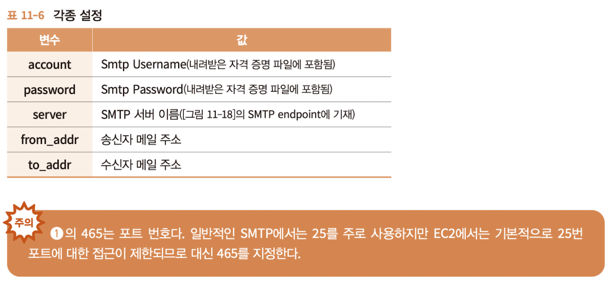 표 11-6 각종 설정
변수 값
account Smtp Username(내려받은 자격 증명 파일에 포함됨)
password Smtp Password(내려받은 자격 증명 파일에 포함됨)
server SMTP 서버 이름([그림 11-18]의 SMTP endpoint에 기재)
from_addr 송신자 메일 주소
to_addr 수신자 메일 주소
주의
❶의 465는 포트 번호다. 일반적인 SMTP에서는 25를 주로 사용하지만 EC2에서는 기본적으로 25번
포트에 대한 접근이 제한되므로 대신 465를 지정한다.